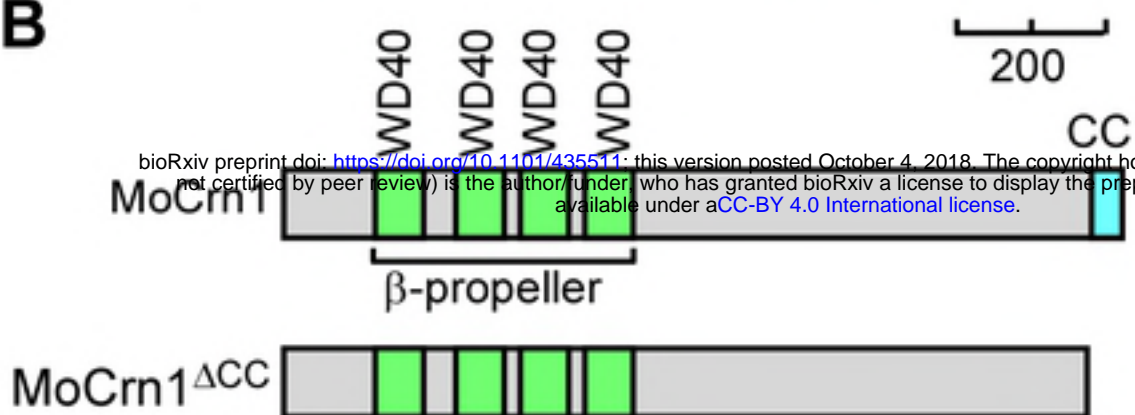 B
WD40 WD40 WD40 WD40
200
CC
bioRxiv preprint doi: https://doi.org/10.1101/435511; this version posted October 4, 2018. The copyright ho
not certified by peer review) is the author/funder, who has granted bioRxiv a license to display the prep
available under aCC-BY 4.0 International license.
MoCrn1
β-propeller
MoCrn1ΔCC